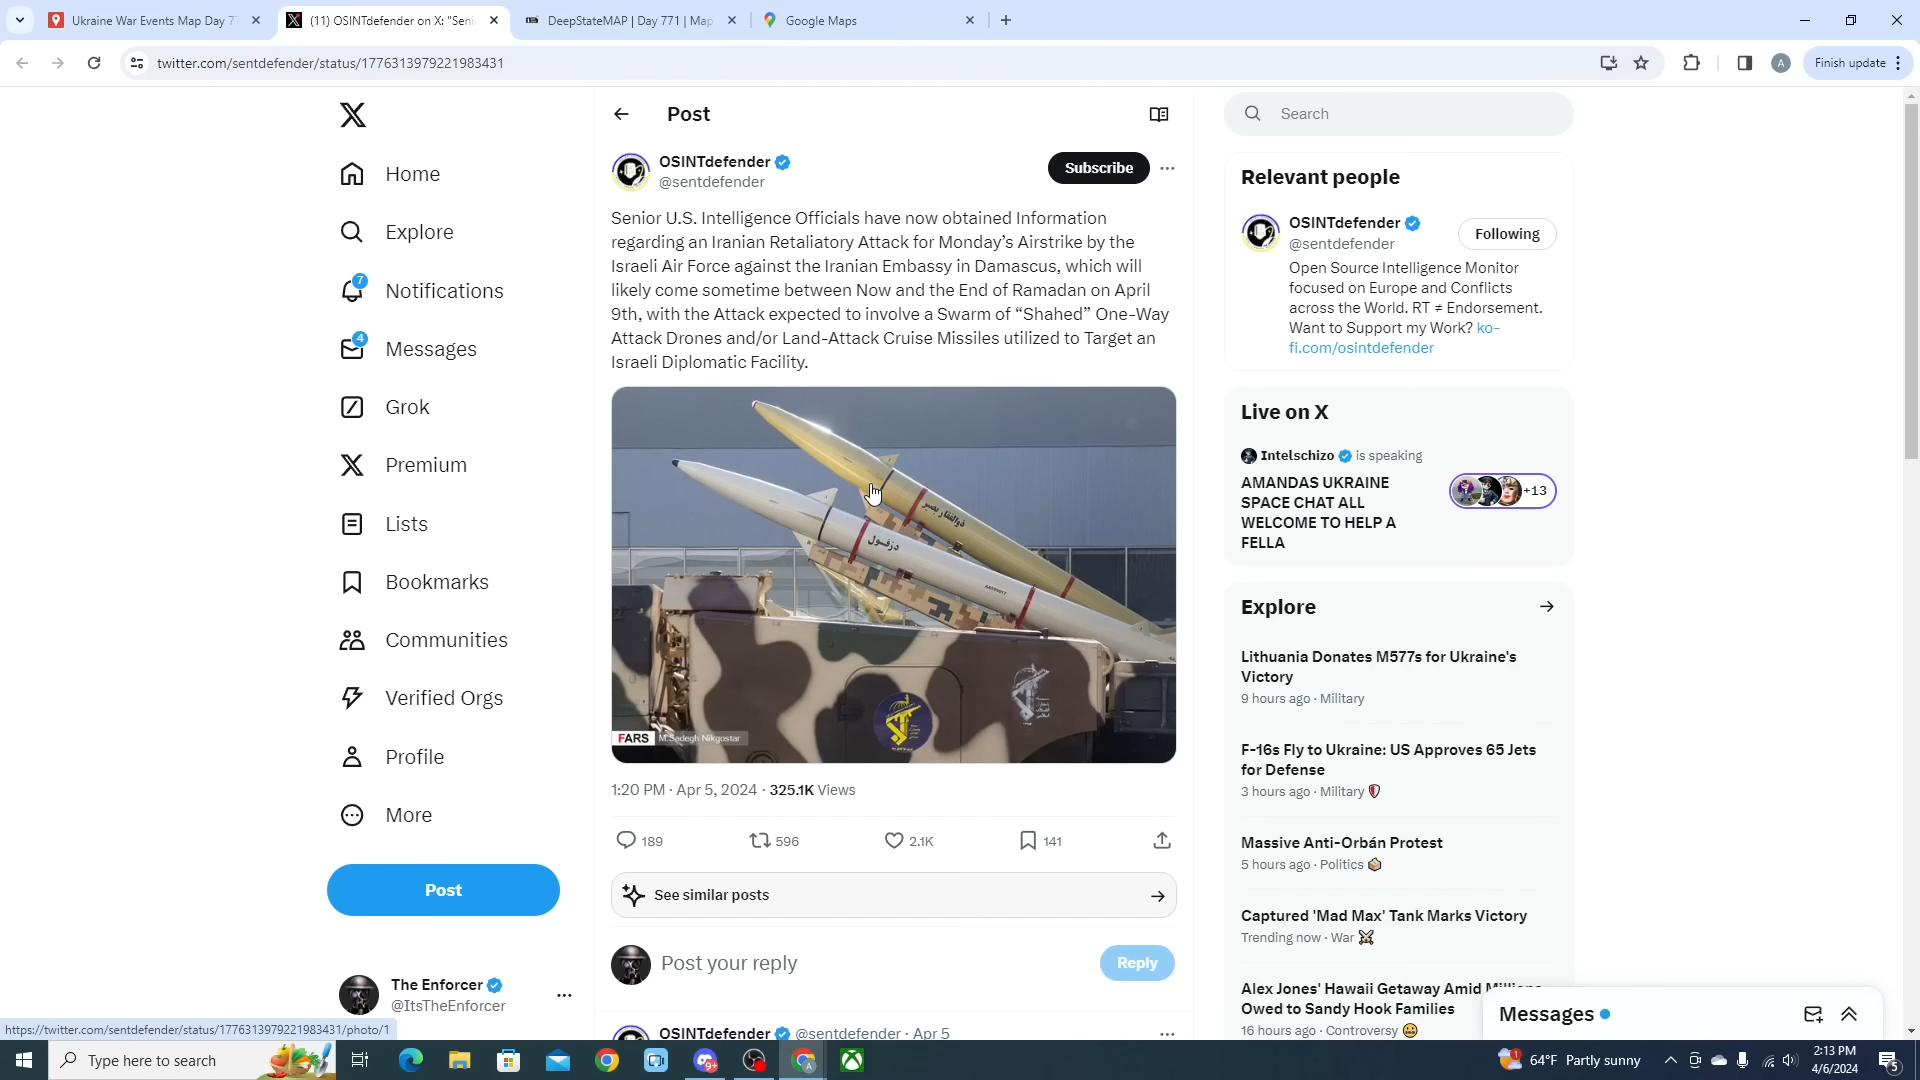 Ukraine War Events Map Day 77
(11) OSINTdefender on X: "Seni
DeepStateMAP | Day 771 | Map
Google Maps
twitter.com/sentdefender/status/1776313979221983431
A
Finish update
Post
Search
OSINTdefender
@sentdefender
Subscribe
Senior U.S. Intelligence Officials have now obtained Information
regarding an Iranian Retaliatory Attack for Monday’s Airstrike by the
Israeli Air Force against the Iranian Embassy in Damascus, which will
likely come sometime between Now and the End of Ramadan on April
9th, with the Attack expected to involve a Swarm of “Shahed” One-Way
Attack Drones and/or Land-Attack Cruise Missiles utilized to Target an
Israeli Diplomatic Facility.
ذوالفقار بصیر
دزفول
FARS M.Sadegh Nikgostar
1:20 PM · Apr 5, 2024 · 325.1K Views
189
596
2.1K
141
See similar posts
Post your reply
Reply
OSINTdefender @sentdefender · Apr 5
Home
Explore
7
Notifications
4
Messages
Grok
Premium
Lists
Bookmarks
Communities
Verified Orgs
Profile
More
Post
The Enforcer
@ItsTheEnforcer
Relevant people
OSINTdefender
@sentdefender
Following
Open Source Intelligence Monitor
focused on Europe and Conflicts
across the World. RT ≠ Endorsement.
Want to Support my Work? ko-
fi.com/osintdefender
Live on X
Intelschizo is speaking
AMANDAS UKRAINE
SPACE CHAT ALL
WELCOME TO HELP A
FELLA
+13
Explore
Lithuania Donates M577s for Ukraine's
Victory
9 hours ago · Military
F-16s Fly to Ukraine: US Approves 65 Jets
for Defense
3 hours ago · Military
Massive Anti-Orbán Protest
5 hours ago · Politics
Captured 'Mad Max' Tank Marks Victory
Trending now · War
Alex Jones' Hawaii Getaway Amid Millions
Owed to Sandy Hook Families
16 hours ago · Controversy
Messages
https://twitter.com/sentdefender/status/1776313979221983431/photo/1
Type here to search
9+
A
1
64°F Partly sunny
2:13 PM
4/6/2024
5